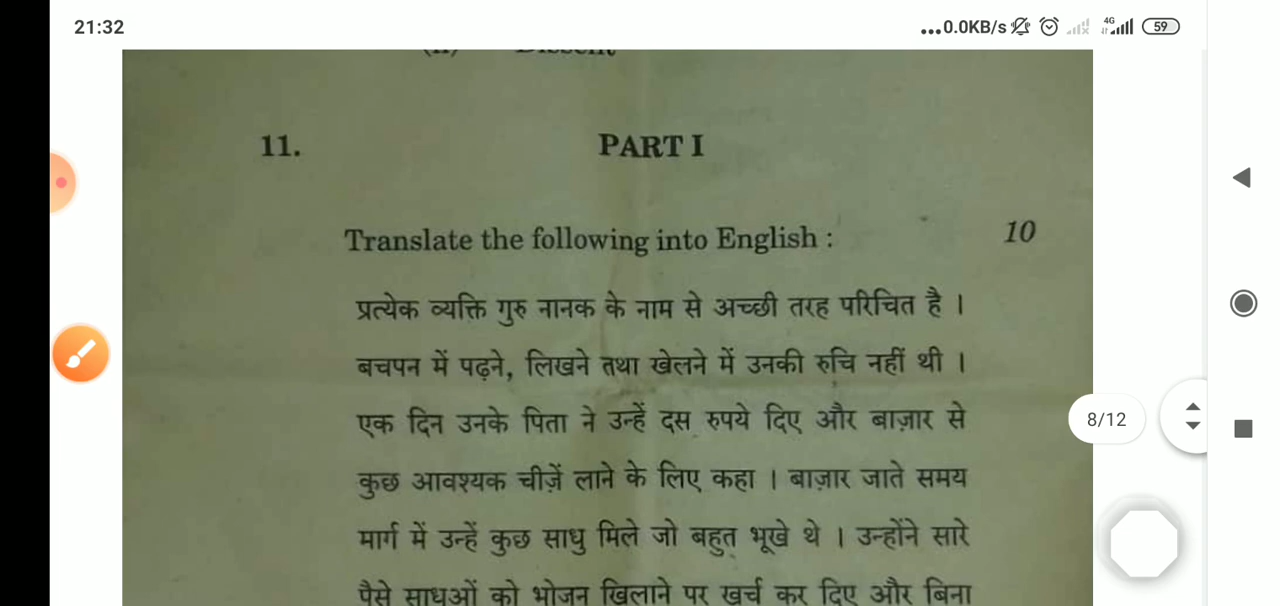 21:32
...0.0KB/s 4G 59
11. PART I
Translate the following into English : 10
प्रत्येक व्यक्ति गुरु नानक के नाम से अच्छी तरह परिचित है ।
बचपन में पढ़ने, लिखने तथा खेलने में उनकी रुचि नहीं थी ।
एक दिन उनके पिता ने उन्हें दस रुपये दिए और बाज़ार से
8/12
कुछ आवश्यक चीज़ें लाने के लिए कहा । बाज़ार जाते समय
मार्ग में उन्हें कुछ साधु मिले जो बहुत भूखे थे । उन्होंने सारे
पैसे साधुओं को भोजन खिलाने पर खर्च कर दिए और बिना